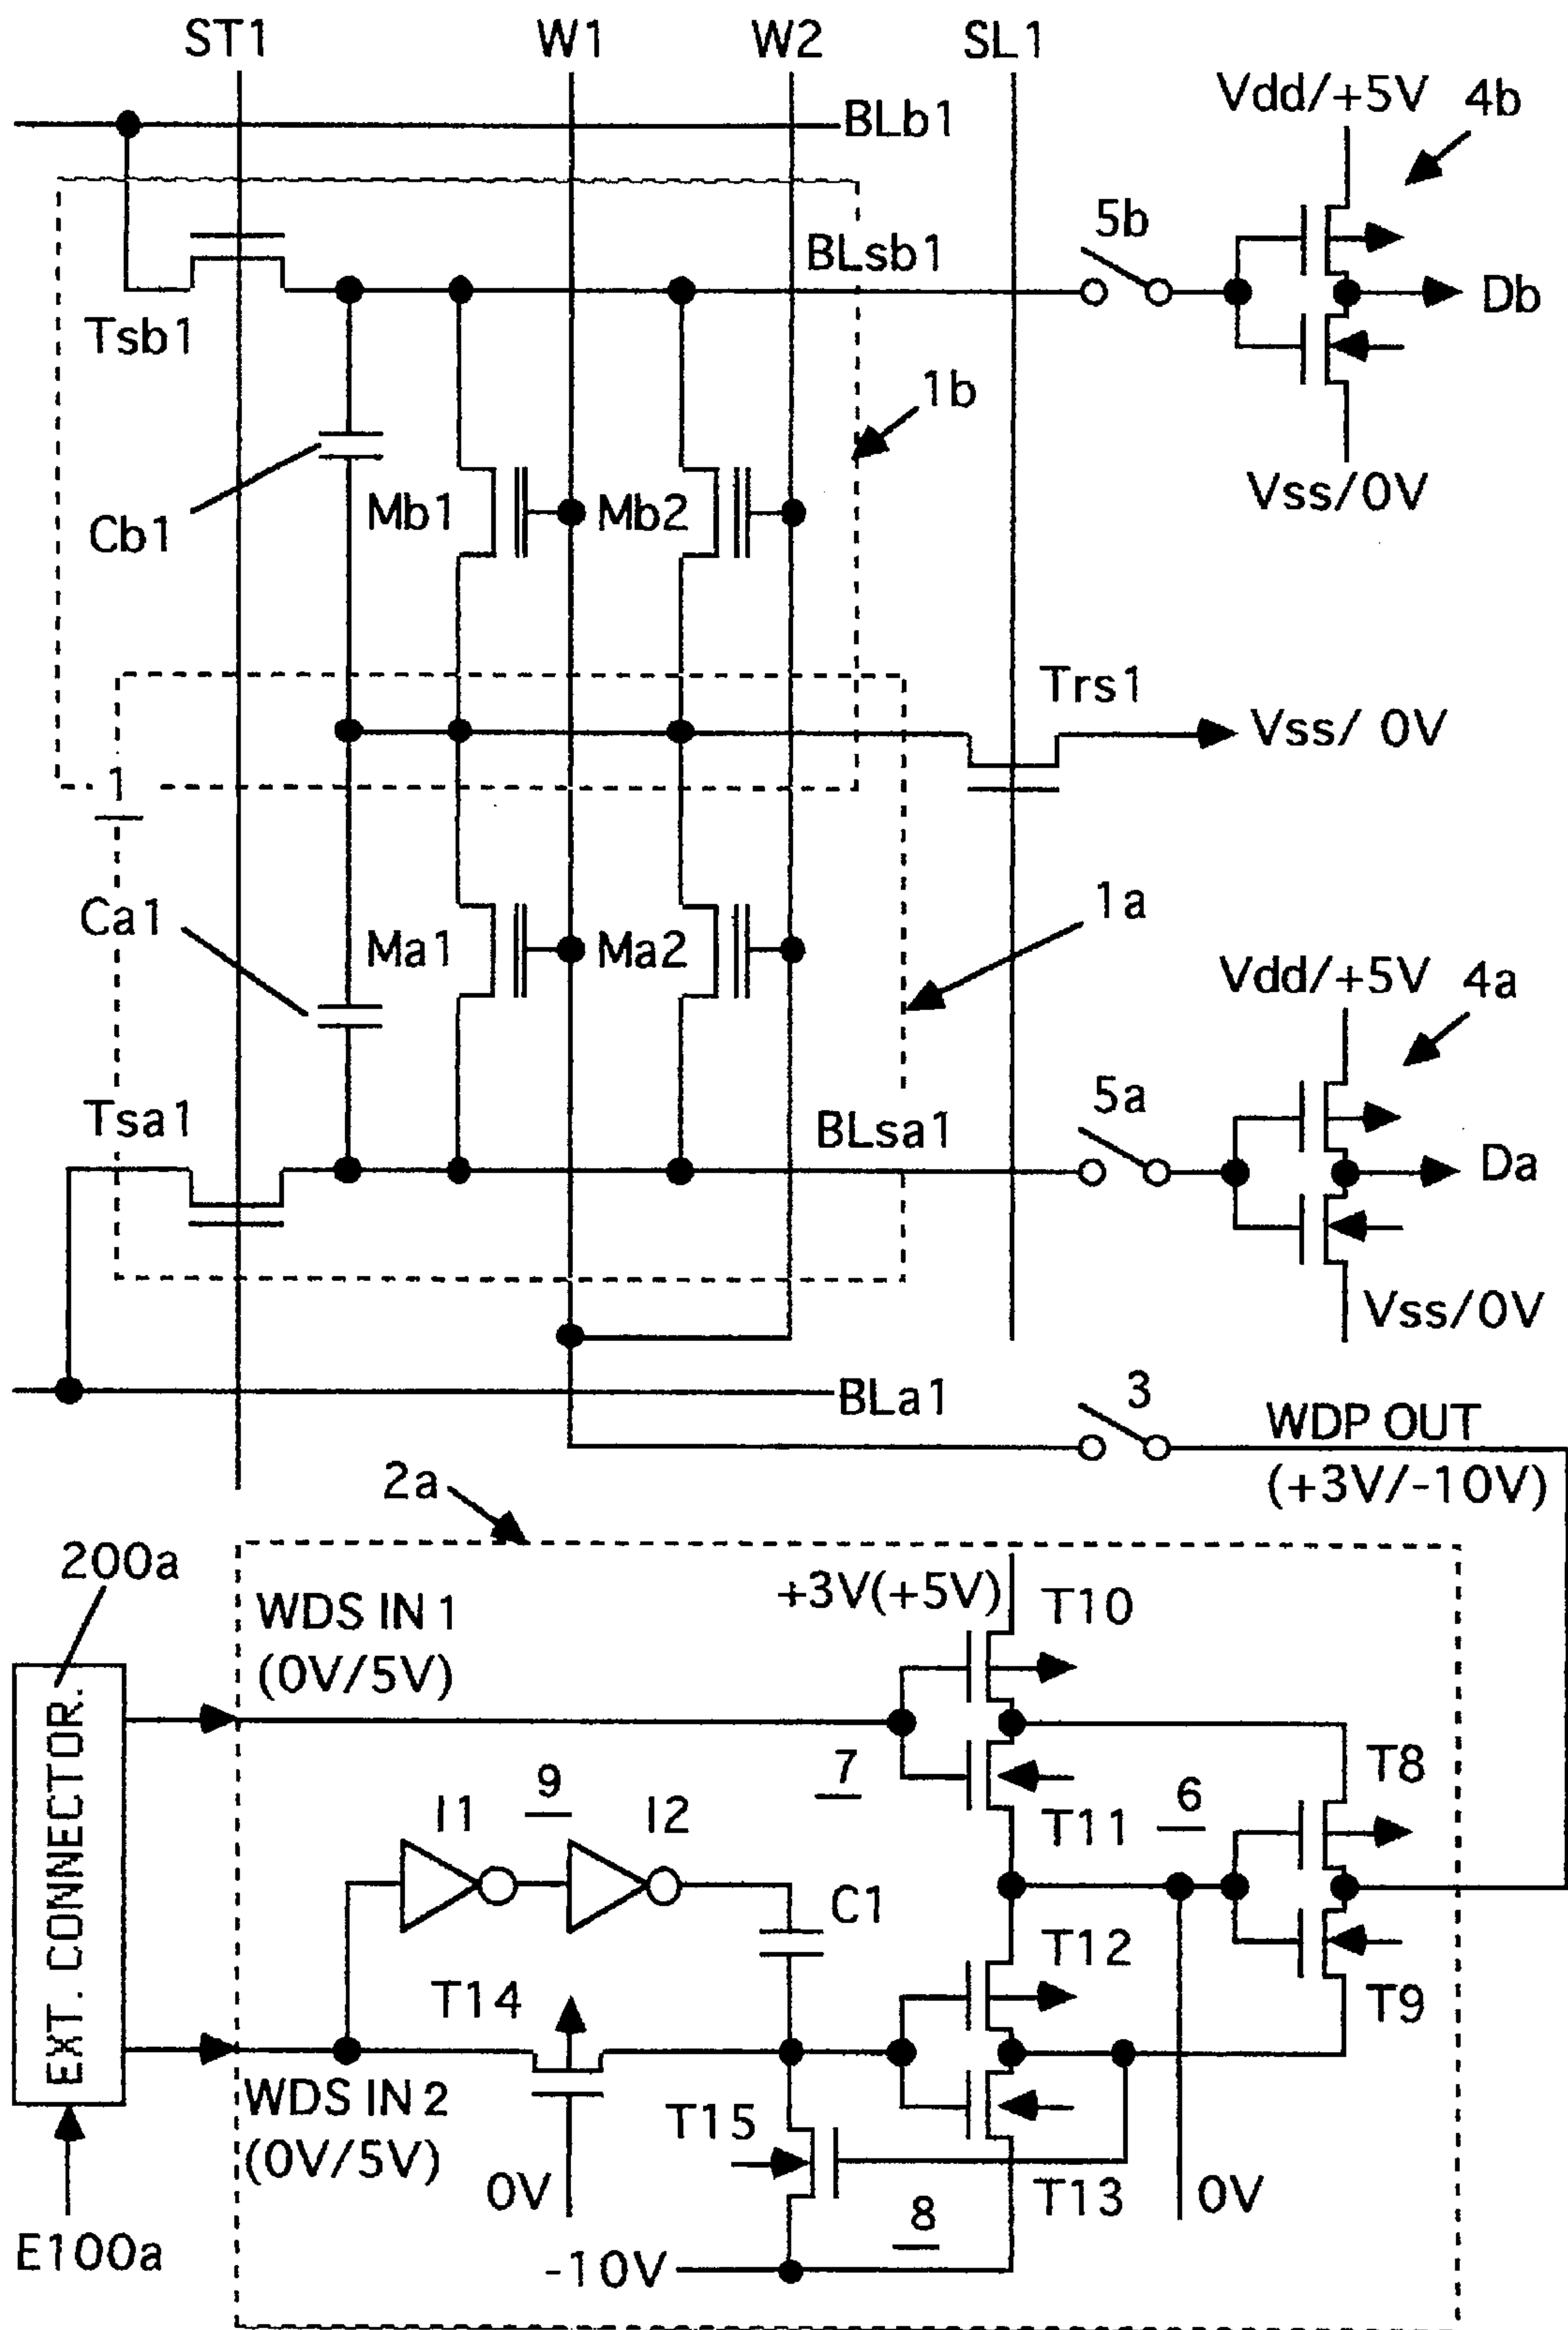 ST1 W1 W2 SL1
Vdd/+5V 4b
BLb1
5b
BLsb1
Db
Tsb1
1b
Cb1 Mb1 Mb2
Vss/0V
Trs1
Vss/ 0V
1
Ca1 Ma1 Ma2
1a
Vdd/+5V 4a
Tsa1
5a
BLsa1
Da
Vss/0V
BLa1
3
WDP OUT
(+3V/-10V)
2a
200a
WDS IN 1
(0V/5V)
+3V(+5V)
T10
EXT. CONNECTOR.
I1 9 I2
7
T11
6
T8
C1
T12
T14
T9
WDS IN 2
(0V/5V)
T15
0V
T13
0V
8
E100a
-10V